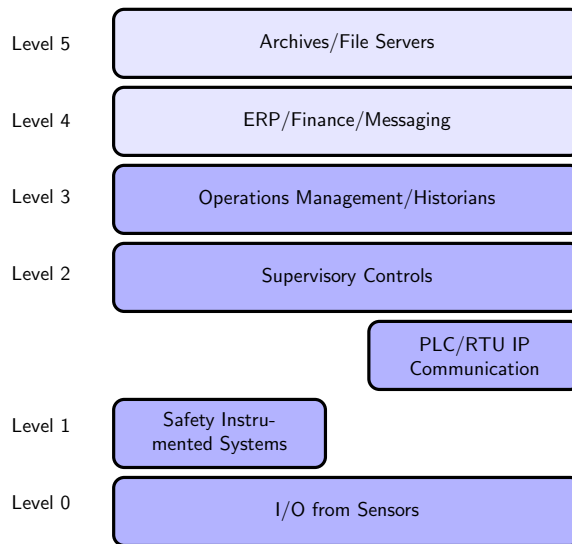 Level 5
Archives/File Servers
Level 4
ERP/Finance/Messaging
Level 3
Operations Management/Historians
Level 2
Supervisory Controls
PLC/RTU IP
Communication
Level 1
Safety Instru-
mented Systems
Level 0
I/O from Sensors